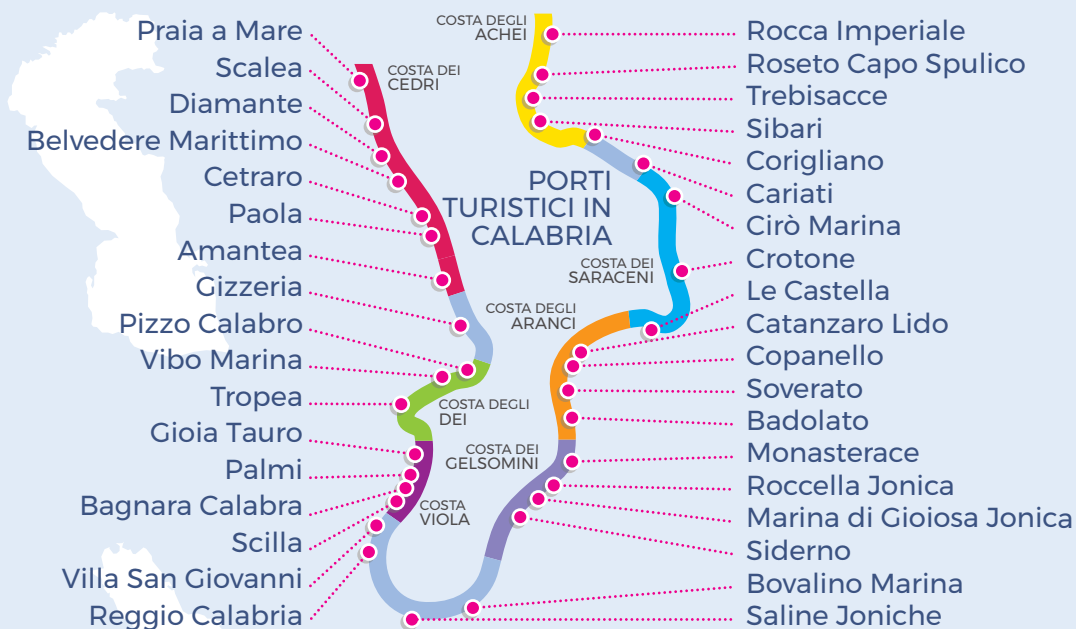 Praia a Mare
Scalea
Diamante
Belvedere Marittimo
Cetraro
Paola
Amantea
Gizzeria
Pizzo Calabro
Vibo Marina
Tropea
Gioia Tauro
Palmi
Bagnara Calabra
Scilla
Villa San Giovanni
Reggio Calabria
COSTA DEI
CEDRI
COSTA DEGLI
ACHEI
PORTI
TURISTICI IN
CALABRIA
COSTA DEI
SARACENI
COSTA DEGLI
ARANCI
COSTA DEGLI
DEI
COSTA DEI
GELSOMINI
COSTA
VIOLA
Rocca Imperiale
Roseto Capo Spulico
Trebisacce
Sibari
Corigliano
Cariati
Cirò Marina
Crotone
Le Castella
Catanzaro Lido
Copanello
Soverato
Badolato
Monasterace
Roccella Jonica
Marina di Gioiosa Jonica
Siderno
Bovalino Marina
Saline Joniche